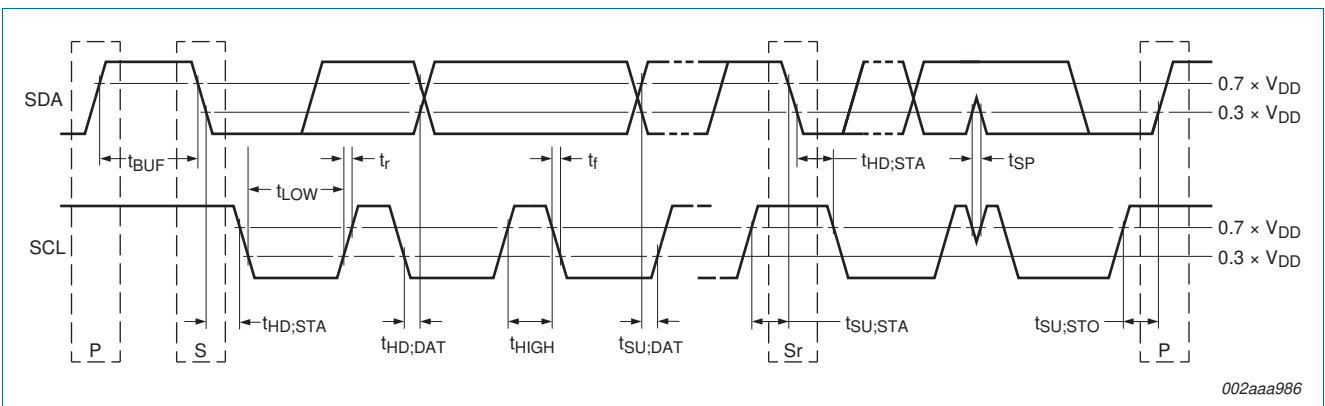 SDA
0.7 × VDD
0.3 × VDD
tBUF
tLOW
tr
tf
tHD;STA
tSP
SCL
0.7 × VDD
0.3 × VDD
tHD;STA
tHD;DAT
tHIGH
tSU;DAT
tSU;STA
tSU;STO
P
S
Sr
P
002aaa986